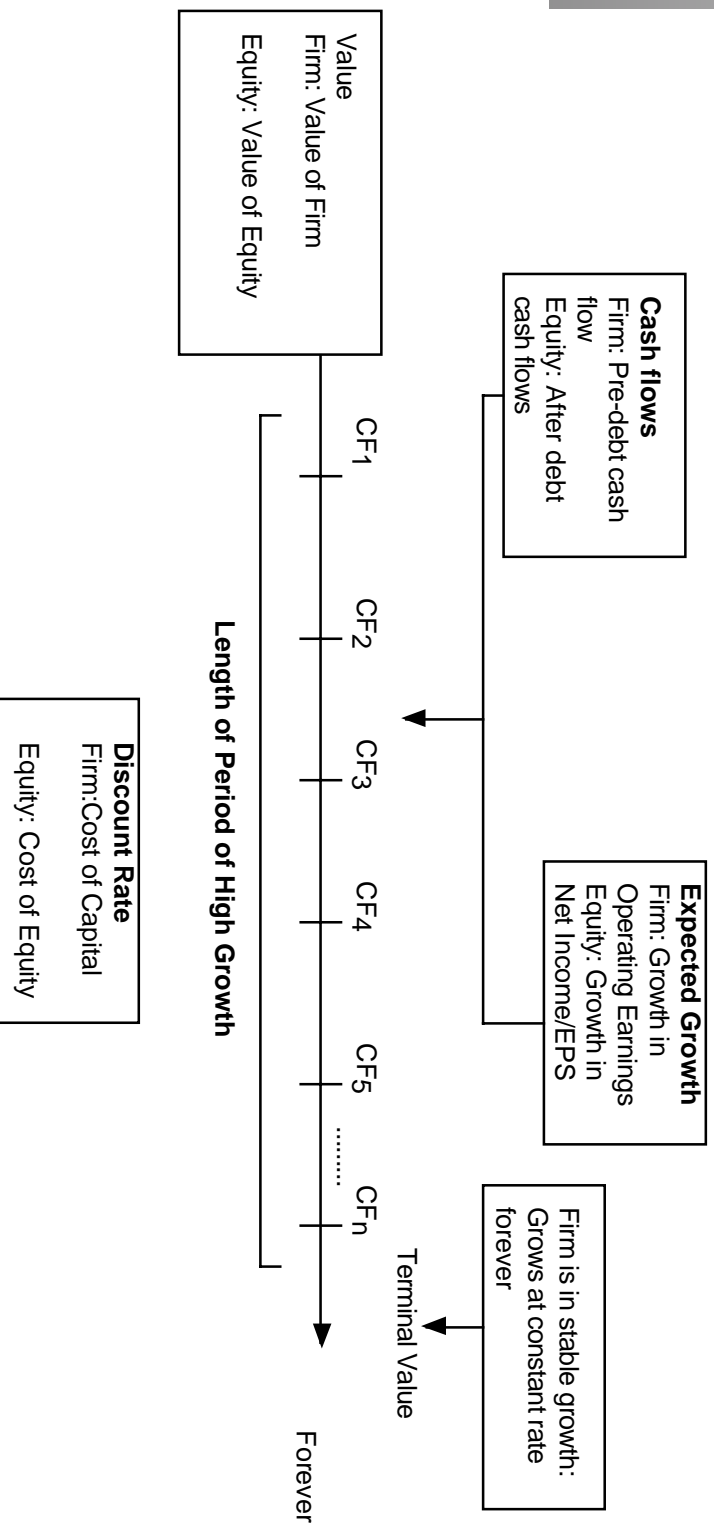 Cash flows
Firm: Pre-debt cash
flow
Equity: After debt
cash flows
Expected Growth
Firm: Growth in
Operating Earnings
Equity: Growth in
Net Income/EPS
Firm is in stable growth:
Grows at constant rate
forever
Terminal Value
CF1
CF2
CF3
CF4
CF5
.........
CFn
Value
Firm: Value of Firm
Equity: Value of Equity
Forever
Length of Period of High Growth
Discount Rate
Firm:Cost of Capital
Equity: Cost of Equity